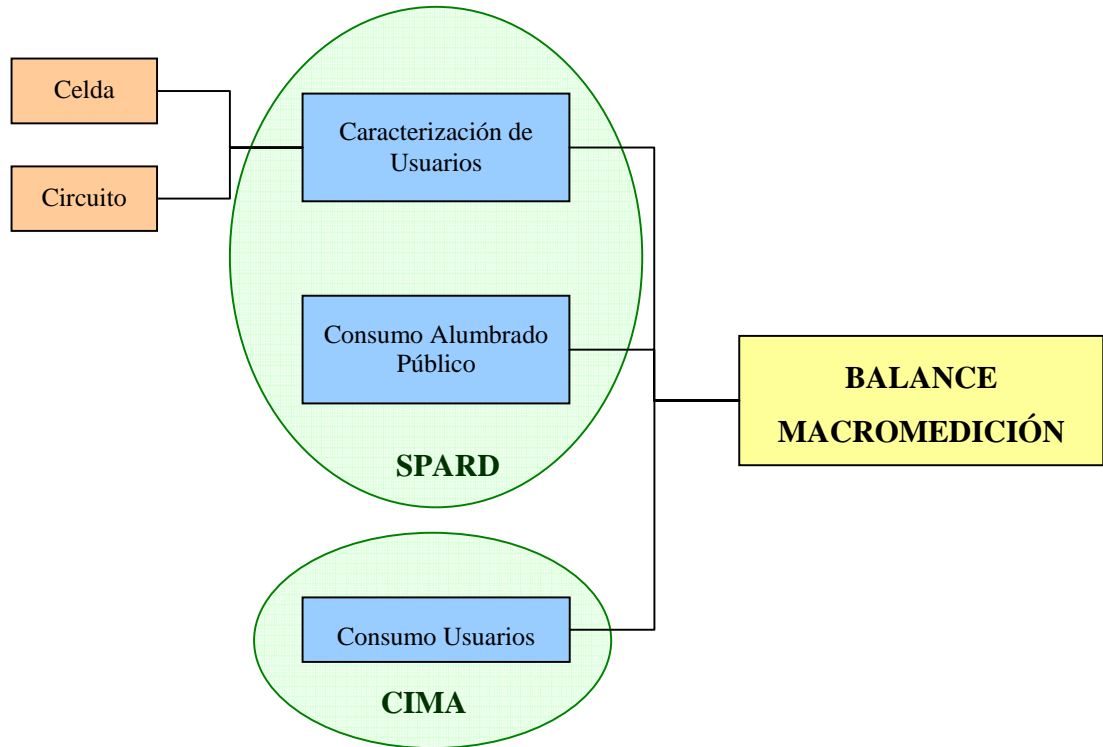 Celda
Circuito
Caracterización de
Usuarios
Consumo Alumbrado
Público
SPARD
Consumo Usuarios
CIMA
BALANCE
MACROMEDICIÓN